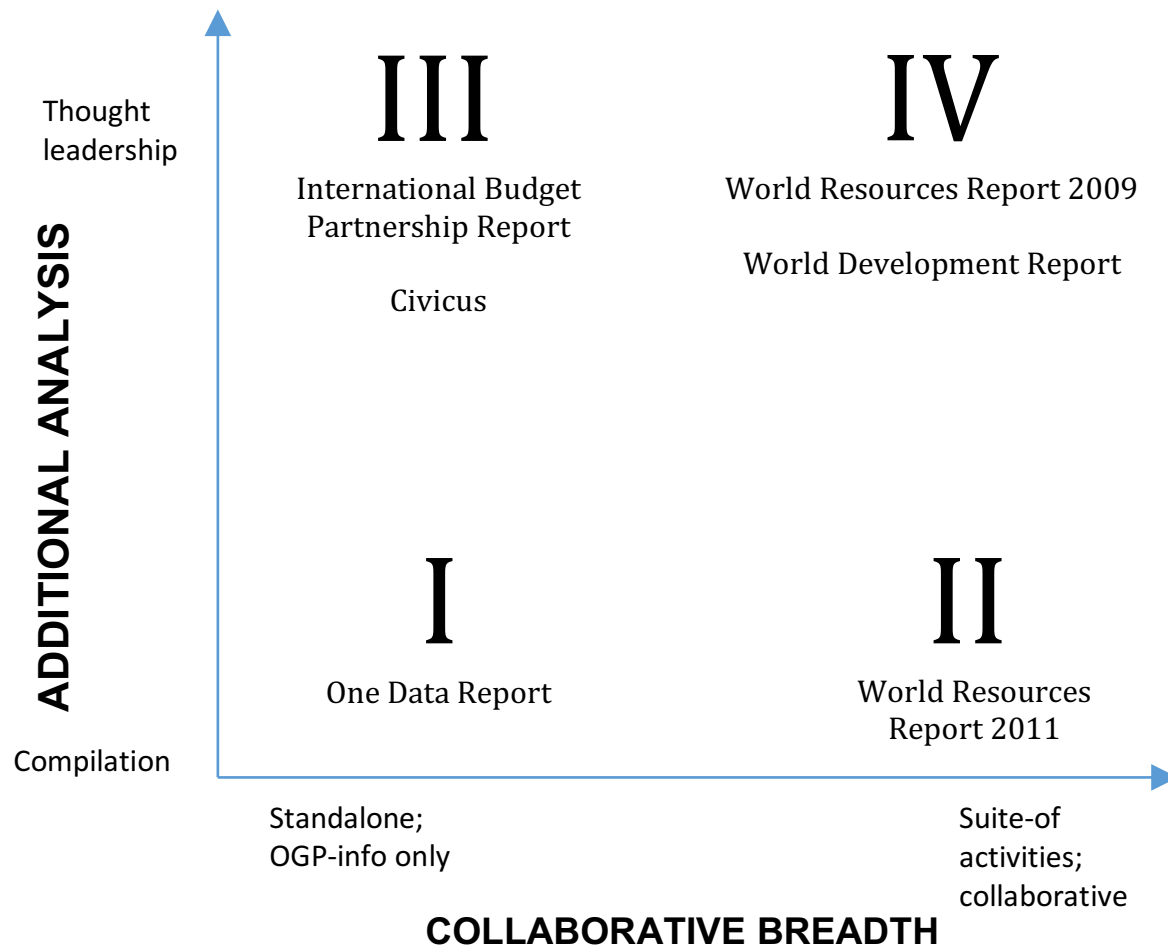 III
IV
Thought
leadership
International Budget
Partnership Report
Civicus
World Resources Report 2009
World Development Report
ADDITIONAL ANALYSIS
I
II
One Data Report
World Resources
Report 2011
Compilation
Standalone;
OGP-info only
Suite-of
activities;
collaborative
COLLABORATIVE BREADTH